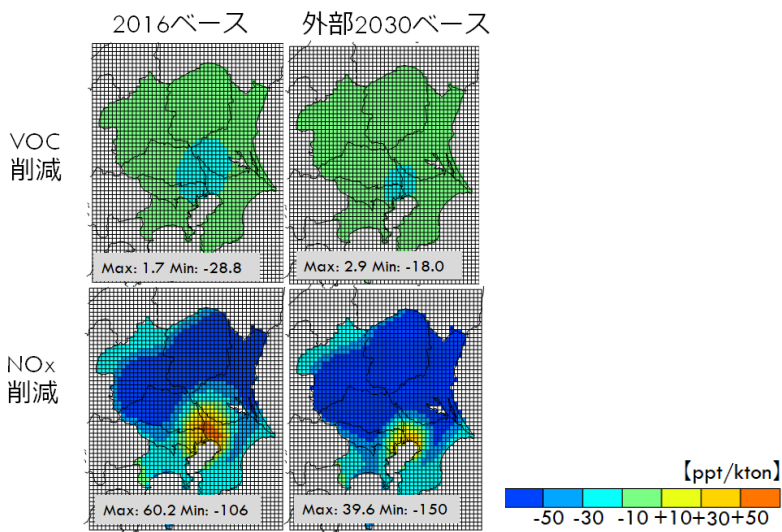 2016ベース
外部2030ベース
VOC
削減
Max: 1.7 Min: -28.8
Max: 2.9 Min: -18.0
NOx
削減
Max: 60.2 Min: -106
Max: 39.6 Min: -150
【ppt/kton】
-50 -30 -10 +10 +30 +50